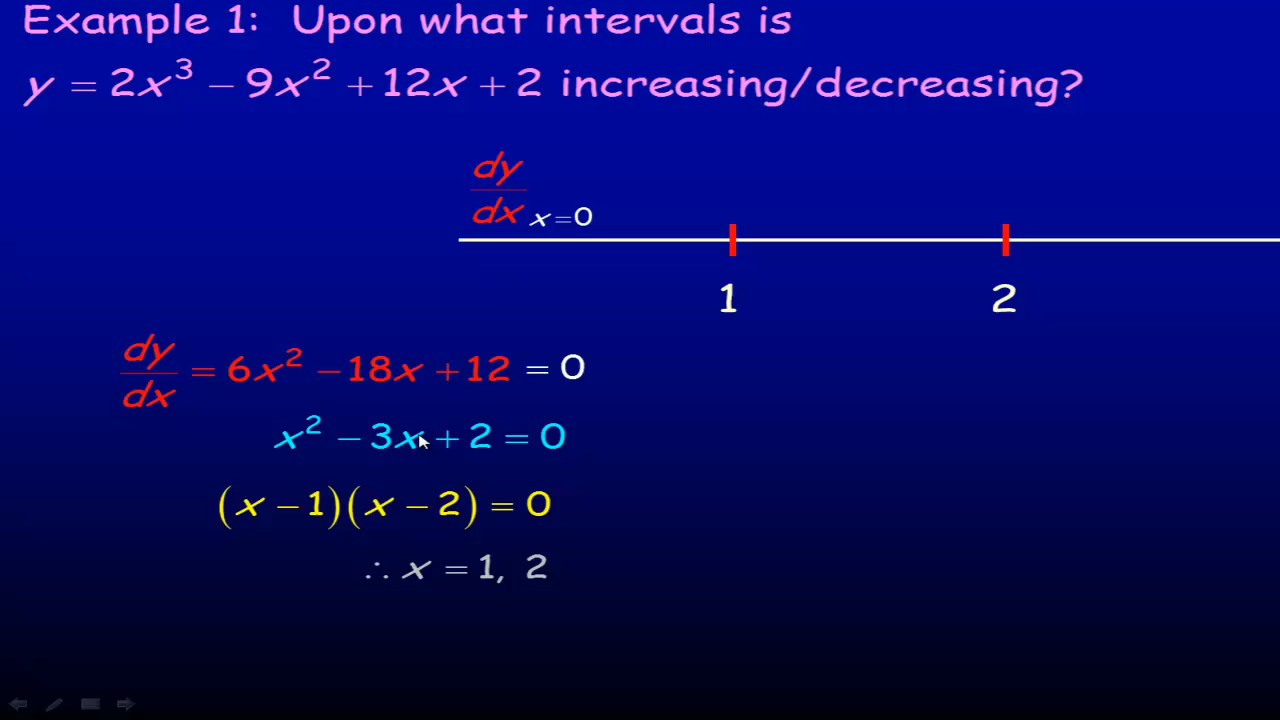 Example 1: Upon what intervals is
y = 2x³ − 9x² + 12x + 2 increasing/decreasing?
dy/dx x = 0
1 2
dy/dx = 6x² − 18x + 12 = 0
x² − 3x + 2 = 0
(x − 1)(x − 2) = 0
∴ x = 1, 2